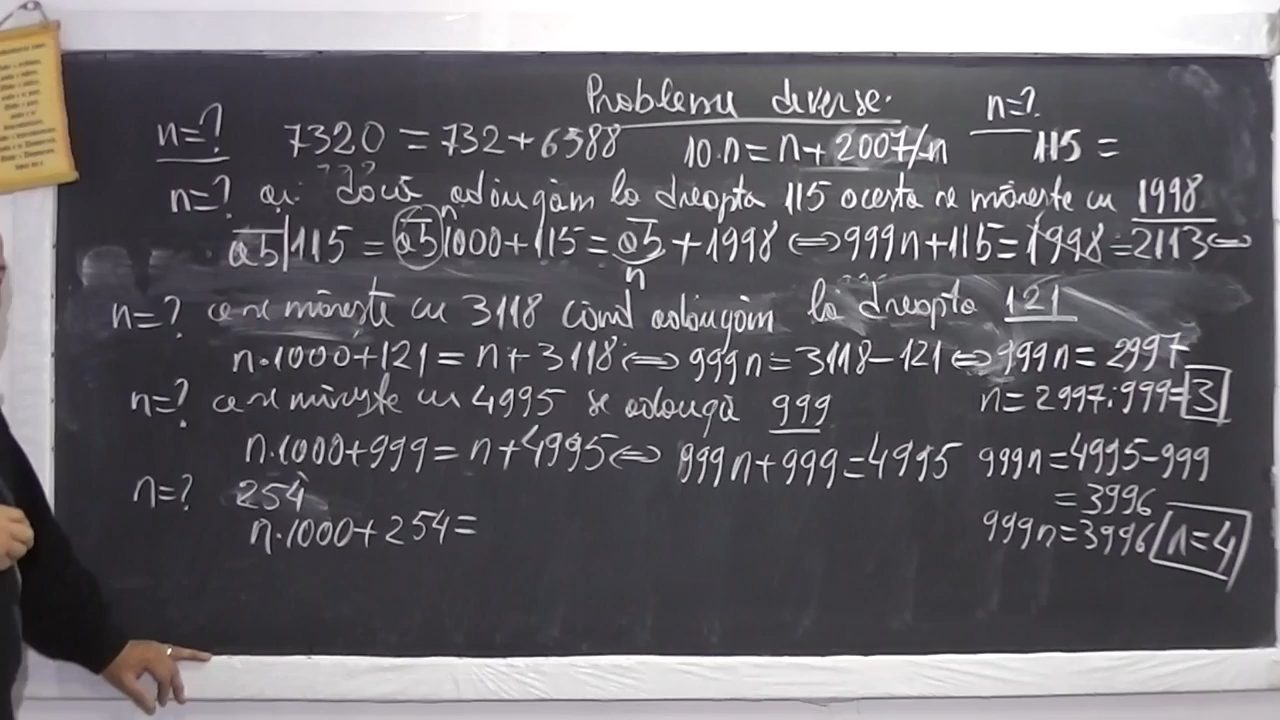 Probleme diverse.
n=? 7320 = 732+6588 10·n = n+2007/n n=? 115 =
n=? dacă adăugăm la dreapta 115 acesta se mărește cu 1998
ab|115 = ab 1000+115 = ab + 1998 ⇔ 999n+115 = 1998 = 2113 ⇔
n n
n=? ce se mărește cu 3118 când adăugăm la dreapta 121
n·1000+121 = n+3118 ⇔ 999n = 3118-121 ⇔ 999n = 2997
n = 2997:999 = 3
n=? ce se mărește cu 4995 se adaugă 999
n·1000+999 = n+4995 ⇔ 999n+999 = 4995 999n = 4995-999
= 3996
n=? 254
n·1000+254 = 999n = 3996 n=4